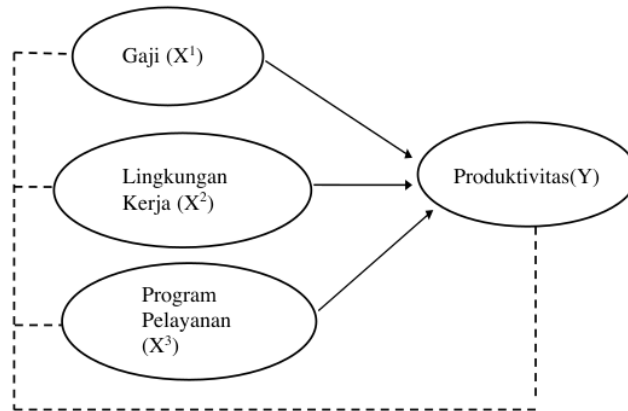 Gaji (X¹)
Lingkungan
Kerja (X²)
Produktivitas(Y)
Program
Pelayanan
(X³)